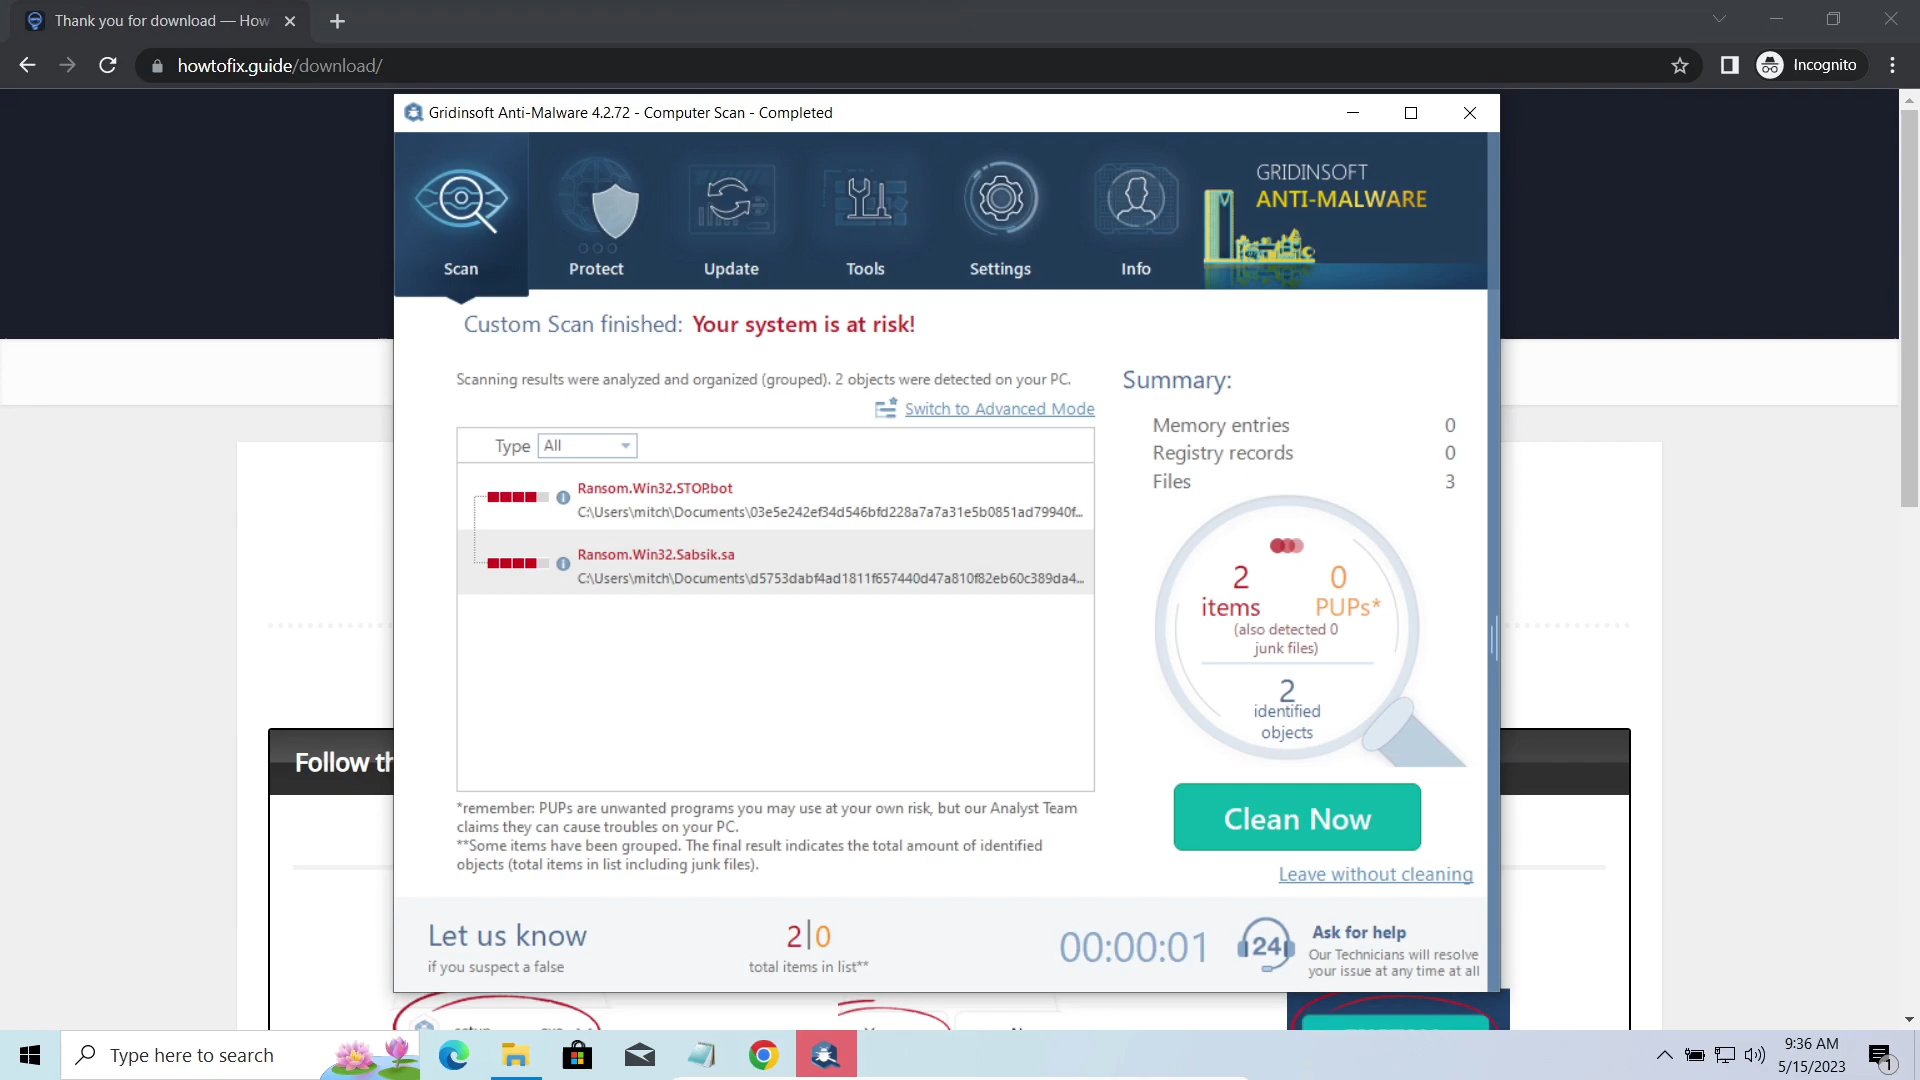 Thank you for download — How
howtofix.guide/download/
Incognito
Gridinsoft Anti-Malware 4.2.72 - Computer Scan - Completed
Scan
Protect
Update
Tools
Settings
Info
GRIDINSOFT
ANTI-MALWARE
Custom Scan finished: Your system is at risk!
Scanning results were analyzed and organized (grouped). 2 objects were detected on your PC.
Switch to Advanced Mode
Type All
Ransom.Win32.STOP.bot
C:\Users\mitch\Documents\03e5e242ef34d546bfd228a7a7a31e5b0851ad79940f...
Ransom.Win32.Sabsik.sa
C:\Users\mitch\Documents\d5753dabf4ad1811f657440d47a810f82eb60c389da4...
*remember: PUPs are unwanted programs you may use at your own risk, but our Analyst Team
claims they can cause troubles on your PC.
**Some items have been grouped. The final result indicates the total amount of identified
objects (total items in list including junk files).
Summary:
Memory entries 0
Registry records 0
Files 3
2 0
items PUPs*
(also detected 0
junk files)
2
identified
objects
Clean Now
Leave without cleaning
Let us know
if you suspect a false
2|0
total items in list**
00:00:01
24
Ask for help
Our Technicians will resolve
your issue at any time at all
Follow th
Type here to search
9:36 AM
5/15/2023
1